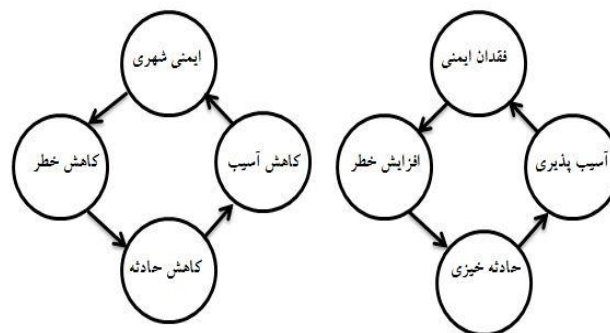 فقدان ایمنی
آسیب پذیری
افزایش خطر
حادثه خیزی
ایمنی شهری
کاهش آسیب
کاهش خطر
کاهش حادثه